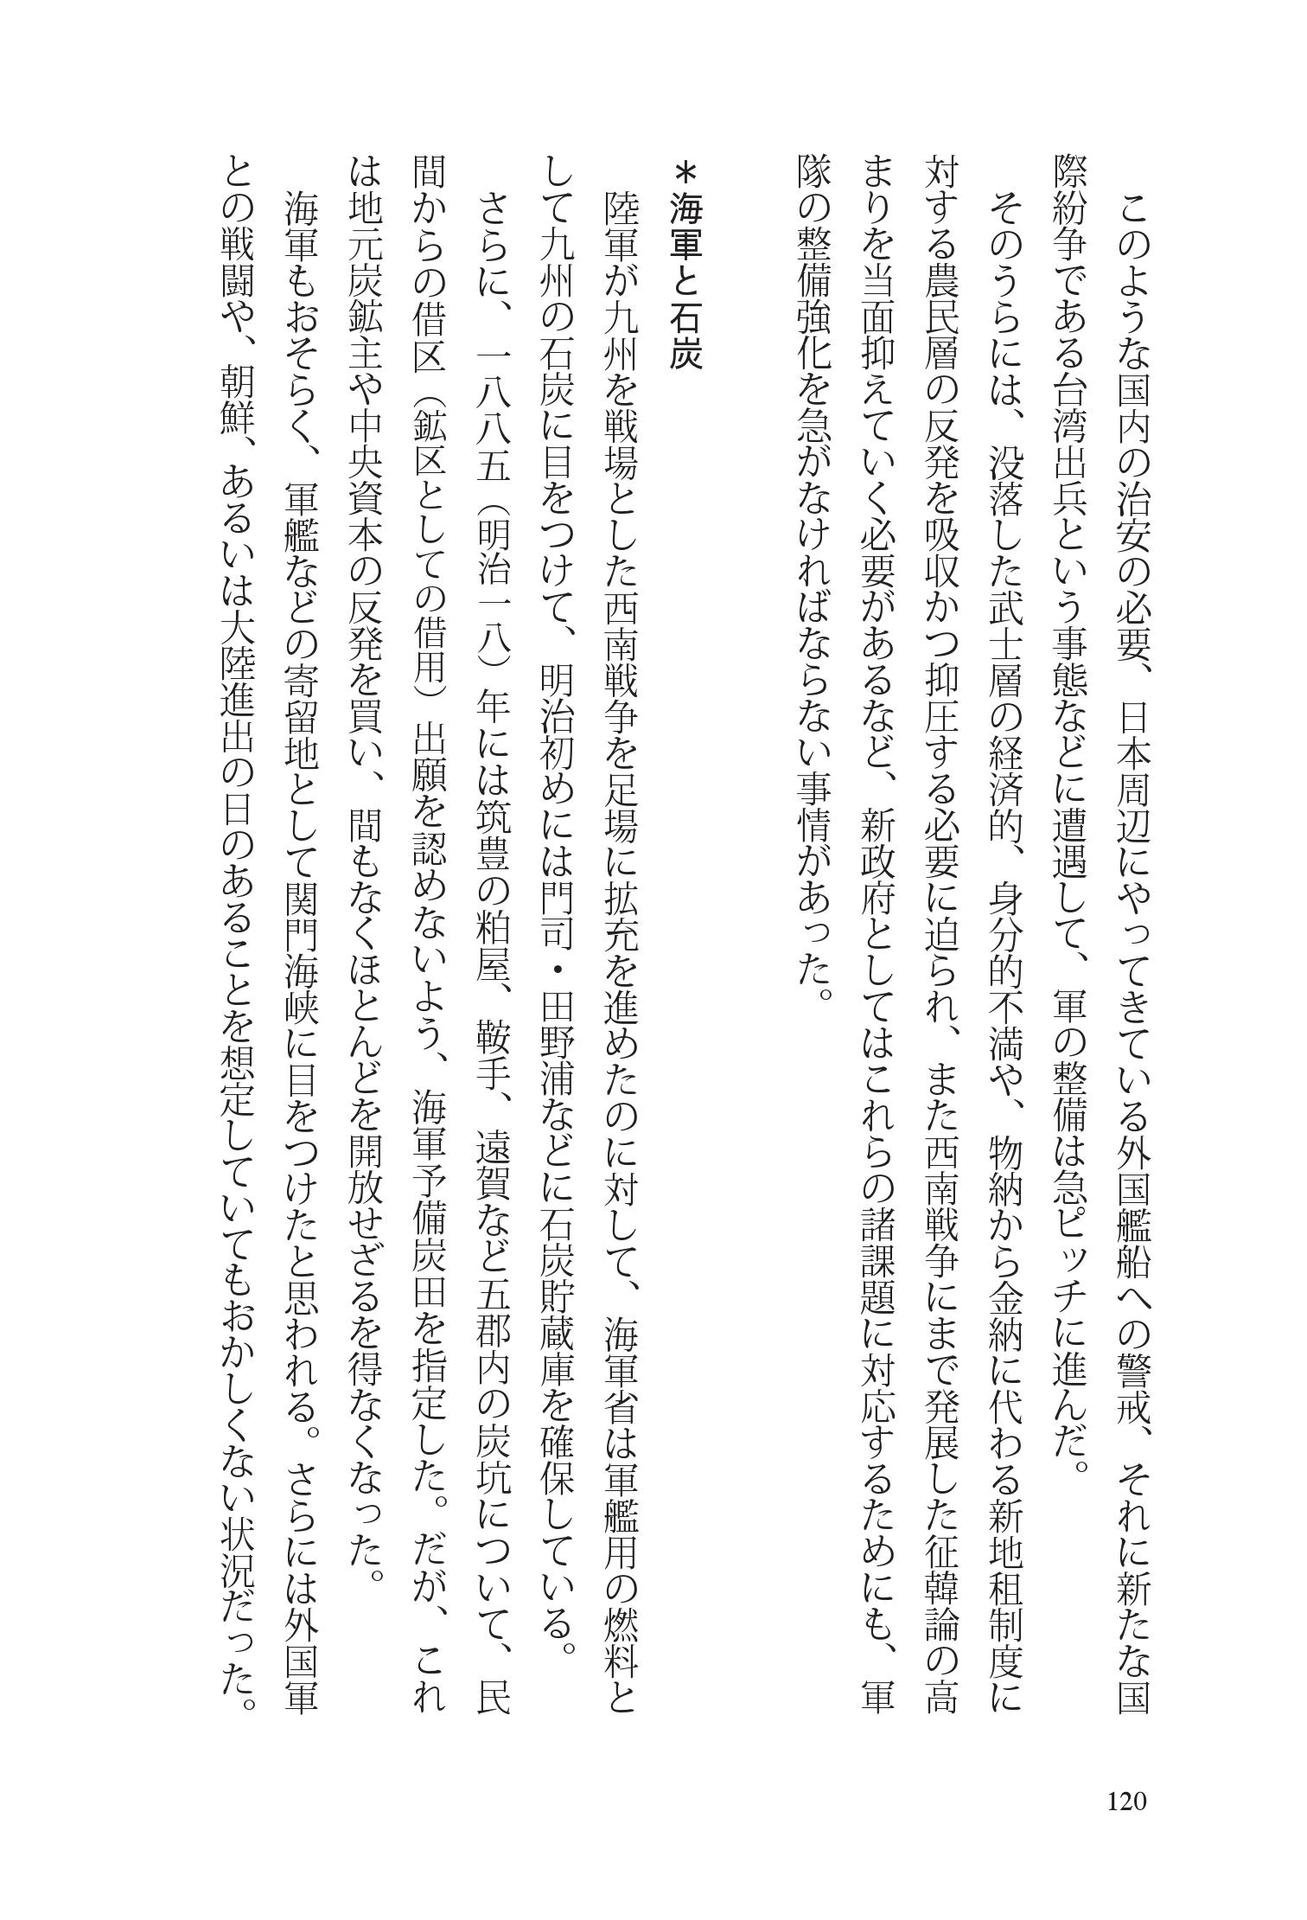 このような国内の治安の必要、日本周辺にやってきている外国艦船への警戒、それに新たな国
際紛争である台湾出兵という事態などに遭遇して、軍の整備は急ピッチに進んだ。
そのうらには、没落した武士層の経済的、身分的不満や、物納から金納に代わる新地租制度に
対する農民層の反発を吸収かつ抑圧する必要に迫られ、また西南戦争にまで発展した征韓論の高
まりを当面抑えていく必要があるなど、新政府としてはこれらの諸課題に対応するためにも、軍
隊の整備強化を急がなければならない事情があった。
＊海軍と石炭
陸軍が九州を戦場とした西南戦争を足場に拡充を進めたのに対して、海軍省は軍艦用の燃料と
して九州の石炭に目をつけて、明治初めには門司・田野浦などに石炭貯蔵庫を確保している。
さらに、一八八五（明治一八）年には筑豊の粕屋、鞍手、遠賀など五郡内の炭坑について、民
間からの借区（鉱区としての借用）出願を認めないよう、海軍予備炭田を指定した。だが、これ
は地元炭鉱主や中央資本の反発を買い、間もなくほとんどを開放せざるを得なくなった。
海軍もおそらく、軍艦などの寄留地として関門海峡に目をつけたと思われる。さらには外国軍
との戦闘や、朝鮮、あるいは大陸進出の日のあることを想定していてもおかしくない状況だった。
120